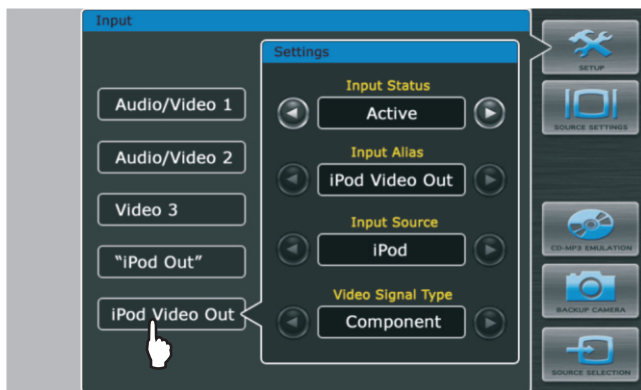 Input
Audio/Video 1
Audio/Video 2
Video 3
“iPod Out”
iPod Video Out
Settings
Input Status
Active
Input Alias
iPod Video Out
Input Source
iPod
Video Signal Type
Component
SETUP
SOURCE SETTINGS
CD-MP3 EMULATION
BACKUP CAMERA
SOURCE SELECTION